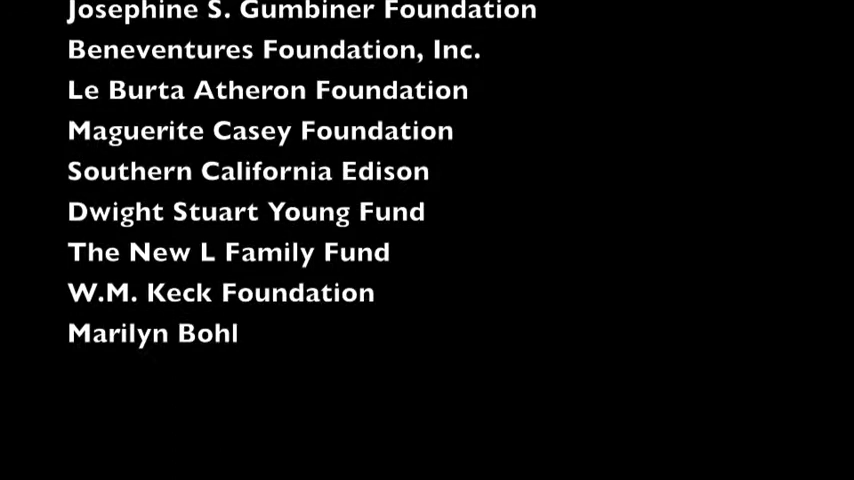 Josephine S. Gumbiner Foundation
Beneventures Foundation, Inc.
Le Burta Atheron Foundation
Maguerite Casey Foundation
Southern California Edison
Dwight Stuart Young Fund
The New L Family Fund
W.M. Keck Foundation
Marilyn Bohl